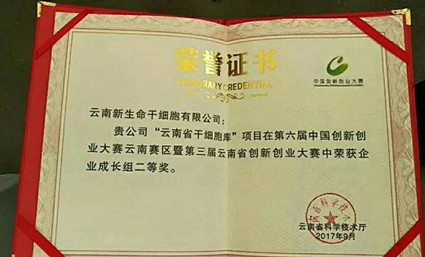 荣誉证书
HONORARY CREDENTIAL
中国创新创业大赛
云南新生命干细胞有限公司：
贵公司“云南省干细胞库”项目在第六届中国创新创
业大赛云南赛区暨第三届云南省创新创业大赛中荣获企
业成长组二等奖。
云南省科学技术厅
2017年9月